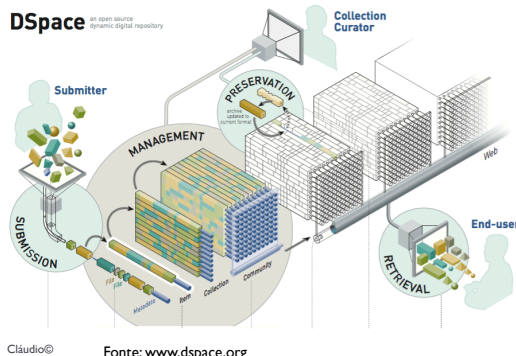 DSpace
an open source
dynamic digital repository
Collection
Curator
Submitter
PRESERVATION
archive
updated to
current format
MANAGEMENT
Web
SUBMISSION
End-user
RETRIEVAL
File
File
Metadata
Item
Collection
Community
Cláudio©
Fonte: www.dspace.org